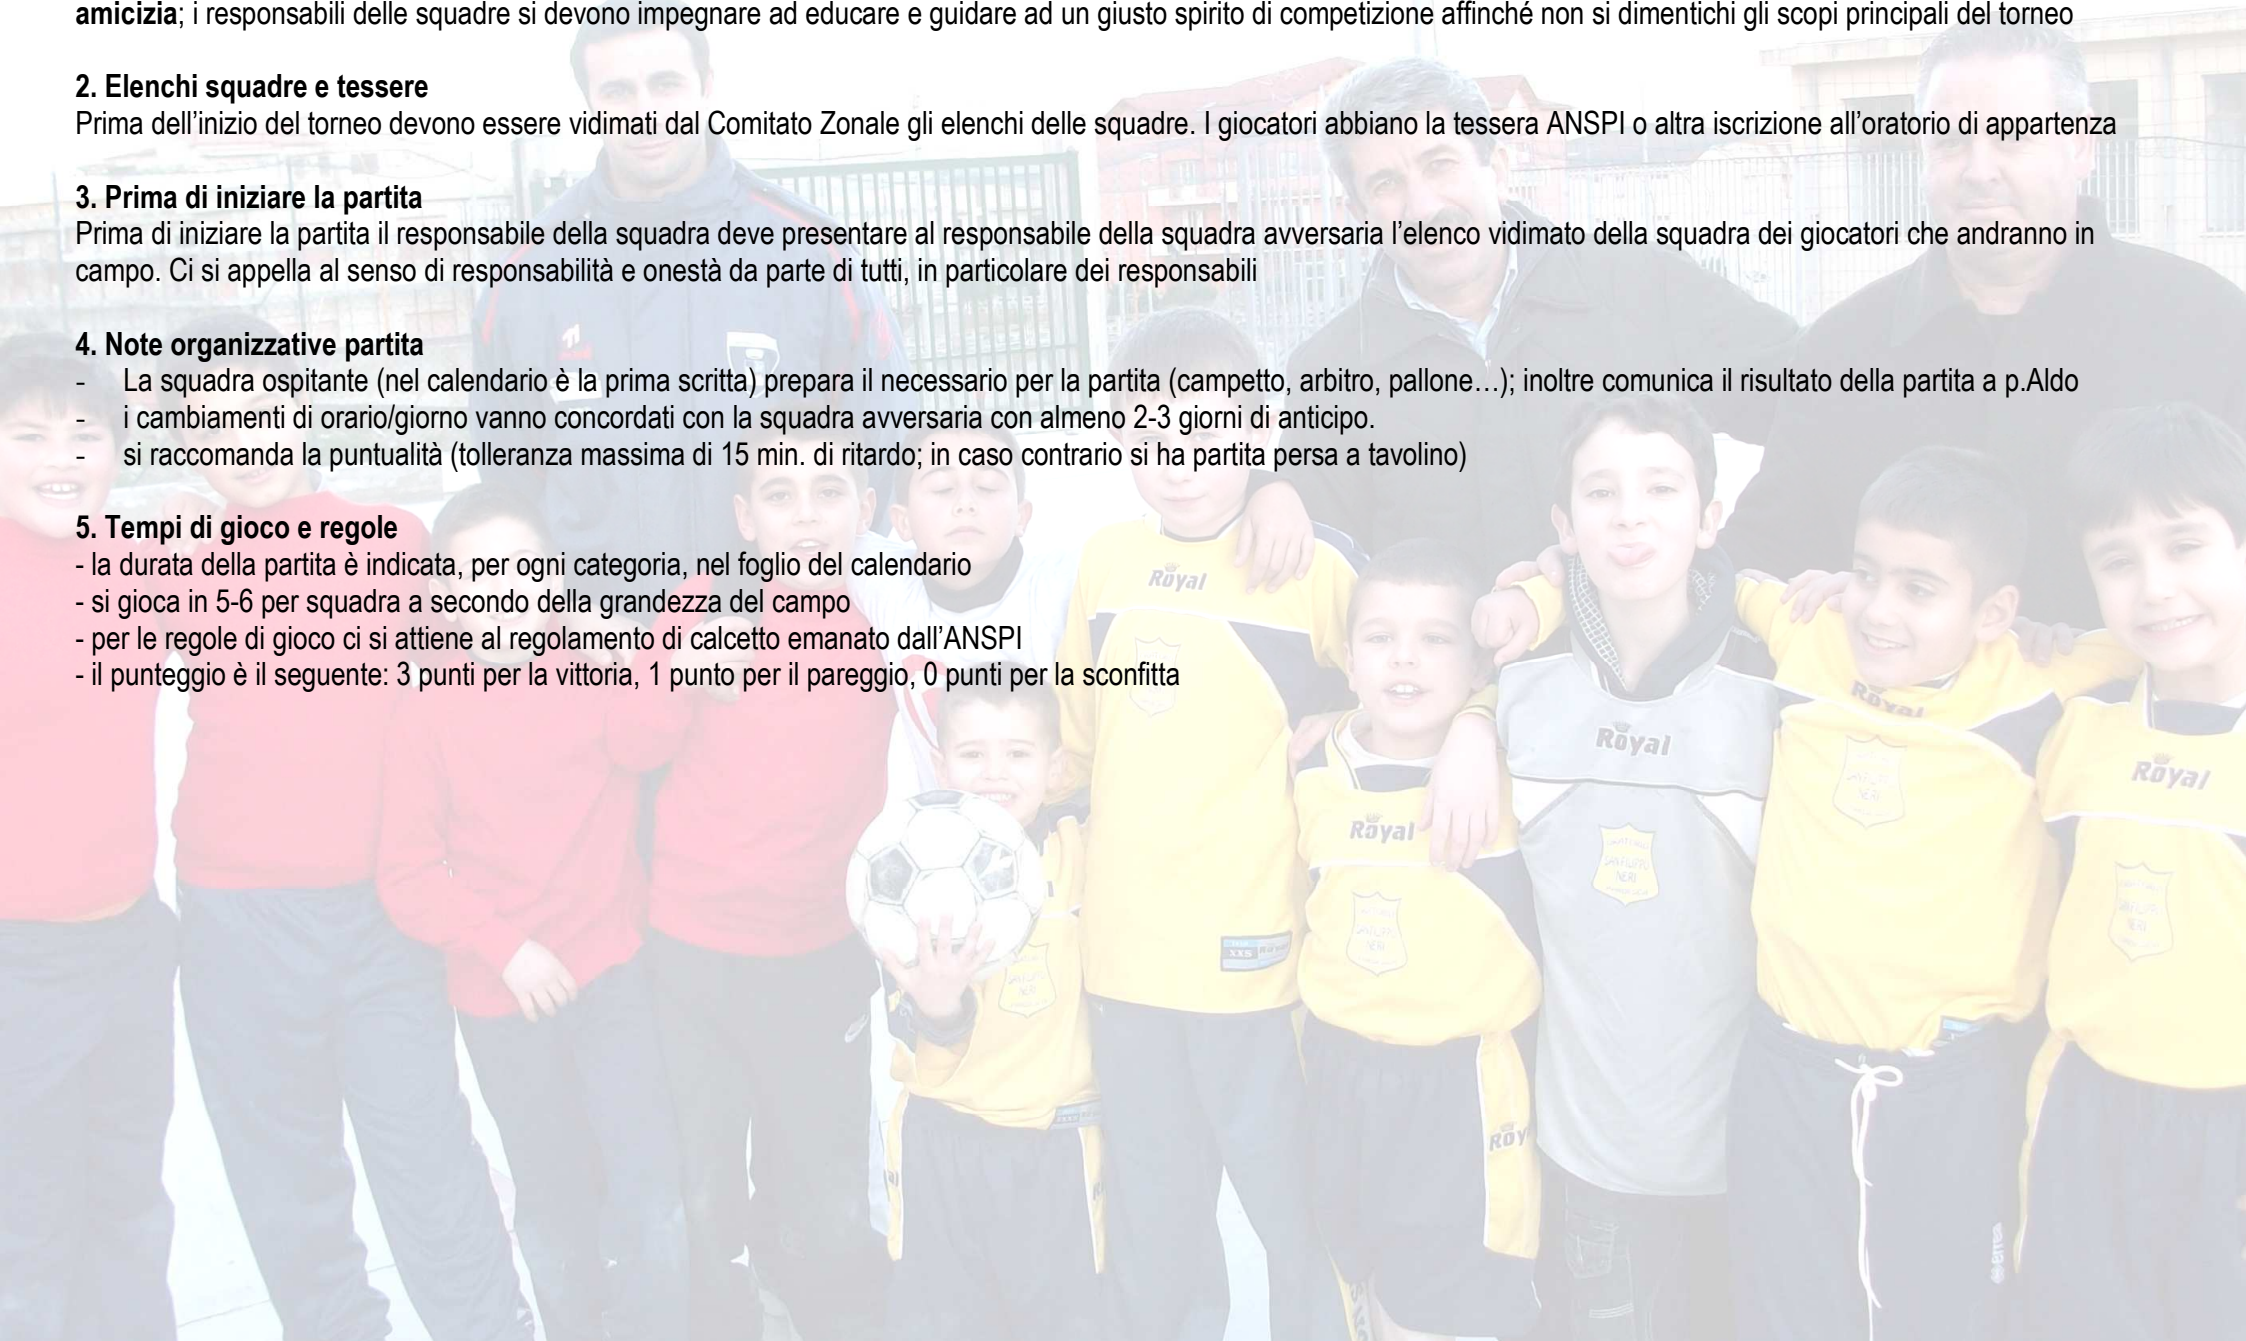 amicizia; i responsabili delle squadre si devono impegnare ad educare e guidare ad un giusto spirito di competizione affinché non si dimentichi gli scopi principali del torneo
2. Elenchi squadre e tessere
Prima dell’inizio del torneo devono essere vidimati dal Comitato Zonale gli elenchi delle squadre. I giocatori abbiano la tessera ANSPI o altra iscrizione all’oratorio di appartenza
3. Prima di iniziare la partita
Prima di iniziare la partita il responsabile della squadra deve presentare al responsabile della squadra avversaria l’elenco vidimato della squadra dei giocatori che andranno in
campo. Ci si appella al senso di responsabilità e onestà da parte di tutti, in particolare dei responsabili
4. Note organizzative partita
- La squadra ospitante (nel calendario è la prima scritta) prepara il necessario per la partita (campetto, arbitro, pallone…); inoltre comunica il risultato della partita a p.Aldo
- i cambiamenti di orario/giorno vanno concordati con la squadra avversaria con almeno 2-3 giorni di anticipo.
- si raccomanda la puntualità (tolleranza massima di 15 min. di ritardo; in caso contrario si ha partita persa a tavolino)
5. Tempi di gioco e regole
- la durata della partita è indicata, per ogni categoria, nel foglio del calendario
- si gioca in 5-6 per squadra a secondo della grandezza del campo
- per le regole di gioco ci si attiene al regolamento di calcetto emanato dall’ANSPI
- il punteggio è il seguente: 3 punti per la vittoria, 1 punto per il pareggio, 0 punti per la sconfitta
Royal
Royal
Royal
Royal
Royal
SAN FILIPPO
NERI
XXS
errea